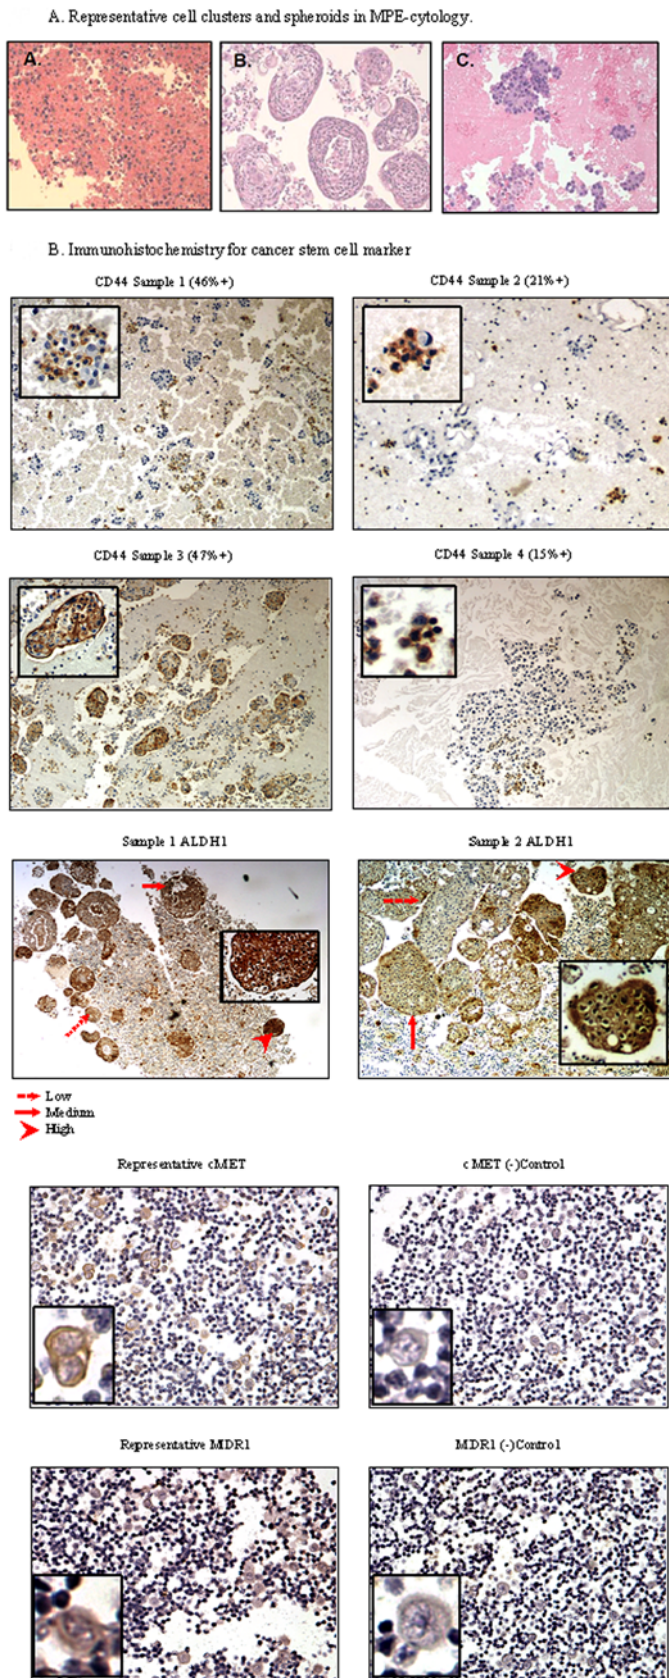 A. Representative cell clusters and spheroids in MPE-cytology.
A. B. C.
B. Immunohistochemistry for cancer stem cell marker
CD44 Sample 1 (46%+) CD44 Sample 2 (21%+)
CD44 Sample 3 (47%+) CD44 Sample 4 (15%+)
Sample 1 ALDH1 Sample 2 ALDH1
Low
Medium
High
Representative cMET cMET (-)Control
Representative MDR1 MDR1 (-)Control